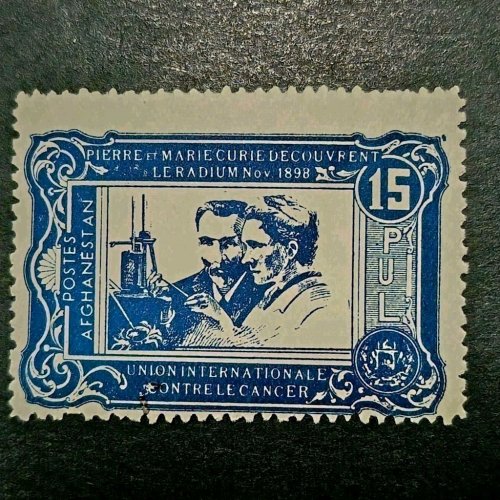 PIERRE ET MARIE CURIE DECOUVRENT
LE RADIUM NOV. 1898
15
PUL
POSTES
AFGHANESTAN
UNION INTERNATIONALE
CONTRE LE CANCER